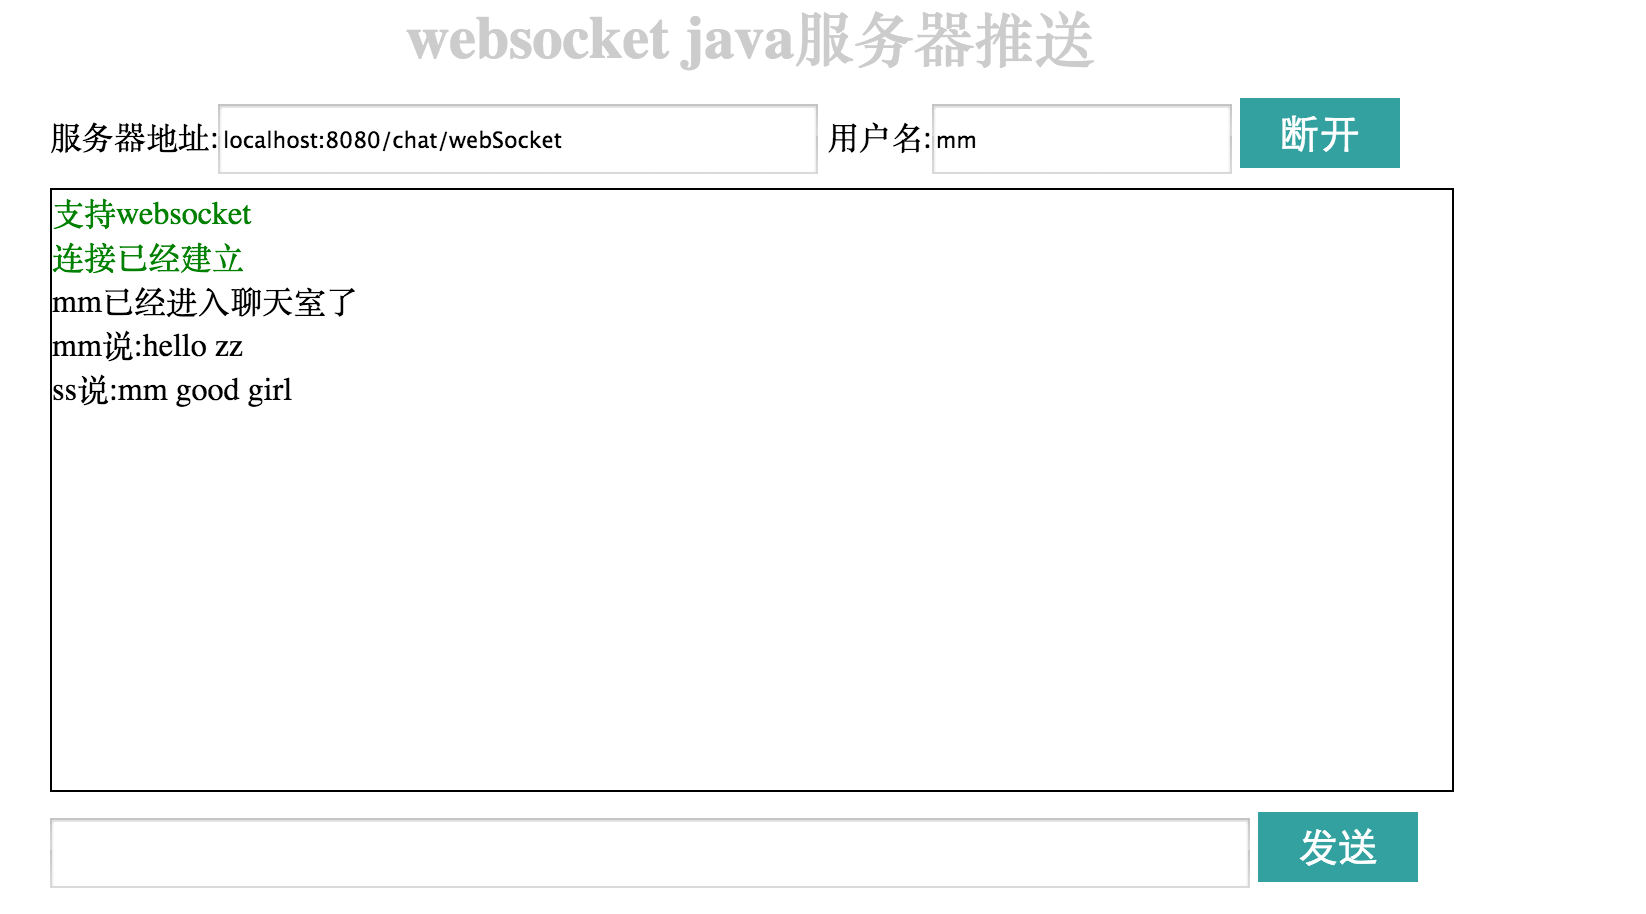 websocket java服务器推送
服务器地址:localhost:8080/chat/webSocket 用户名:mm 断开
支持websocket
连接已经建立
mm已经进入聊天室了
mm说:hello zz
ss说:mm good girl
发送